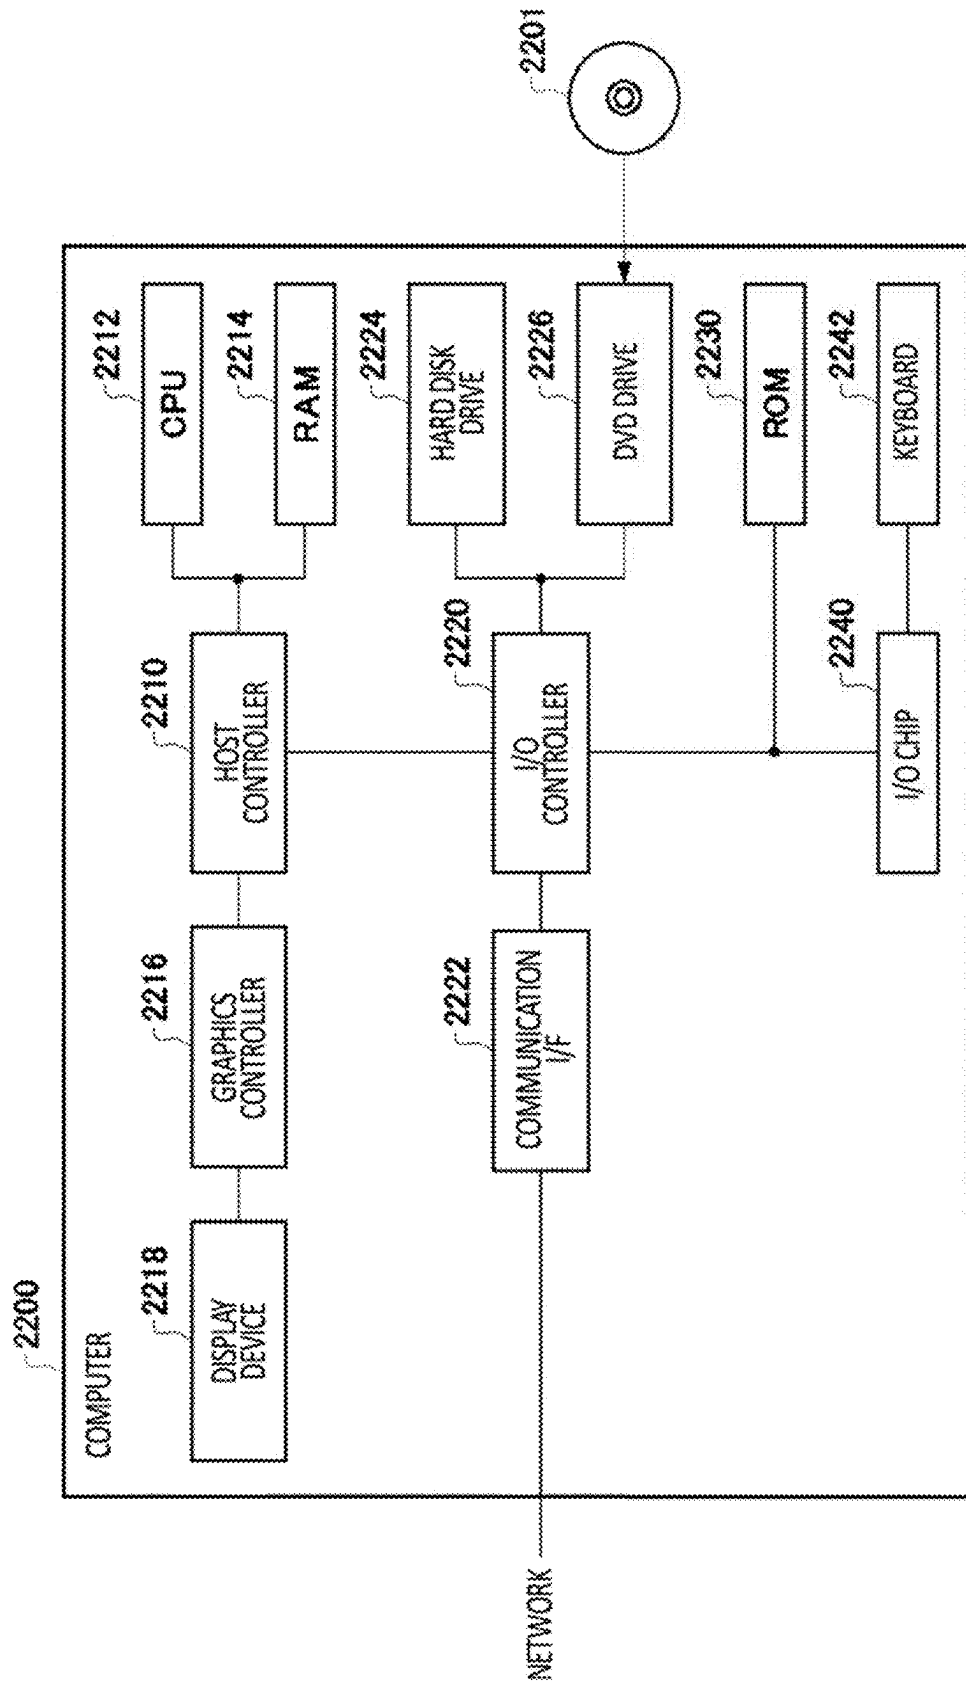 2200
COMPUTER
2218
DISPLAY
DEVICE
2216
GRAPHICS
CONTROLLER
2210
HOST
CONTROLLER
2212
CPU
2214
RAM
NETWORK
2222
COMMUNICATION
I/F
2220
I/O
CONTROLLER
2224
HARD DISK
DRIVE
2226
DVD DRIVE
2201
2230
ROM
2240
I/O CHIP
2242
KEYBOARD